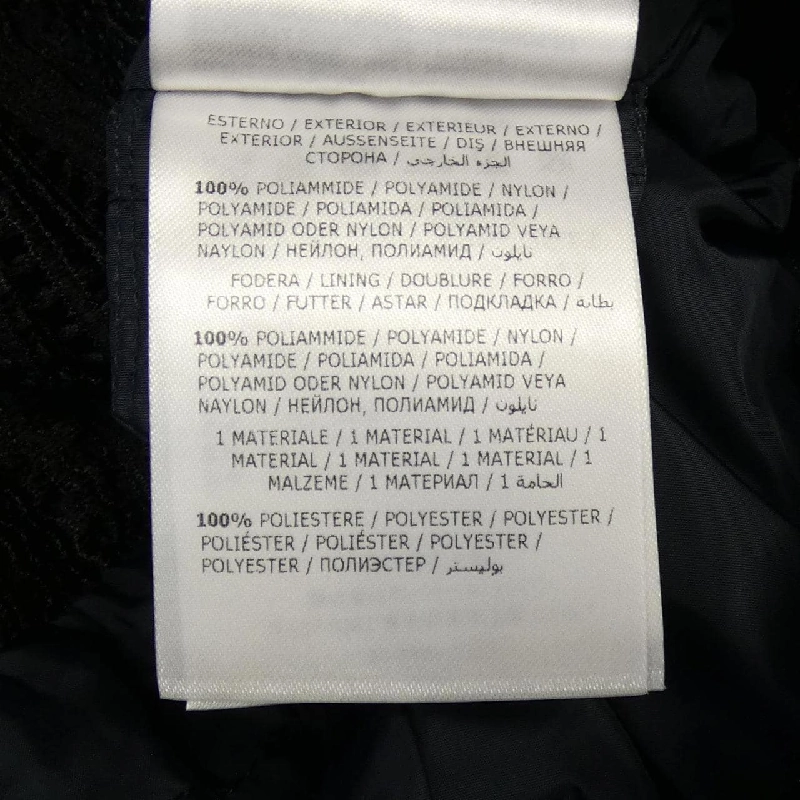 ESTERNO / EXTERIOR / EXTERIEUR / EXTERNO /
EXTERIOR / AUSSENSEITE / DIŞ / ВНЕШНЯЯ
СТОРОНА / الجزء الخارجي
100% POLIAMMIDE / POLYAMIDE / NYLON /
POLYAMIDE / POLIAMIDA / POLIAMIDA /
POLYAMID ODER NYLON / POLYAMID VEYA
NAYLON / НЕЙЛОН, ПОЛИАМИД / نايلون
FODERA / LINING / DOUBLURE / FORRO /
FORRO / FUTTER / ASTAR / ПОДКЛАДКА / بطانة
100% POLIAMMIDE / POLYAMIDE / NYLON /
POLYAMIDE / POLIAMIDA / POLIAMIDA /
POLYAMID ODER NYLON / POLYAMID VEYA
NAYLON / НЕЙЛОН, ПОЛИАМИД / نايلون
1 MATERIALE / 1 MATERIAL / 1 MATÉRIAU / 1
MATERIAL / 1 MATERIAL / 1 MATERIAL / 1
MALZEME / 1 МАТЕРИАЛ / 1 الخامة
100% POLIESTERE / POLYESTER / POLYESTER /
POLIÉSTER / POLIÉSTER / POLYESTER /
POLYESTER / ПОЛИЭСТЕР / بوليستر